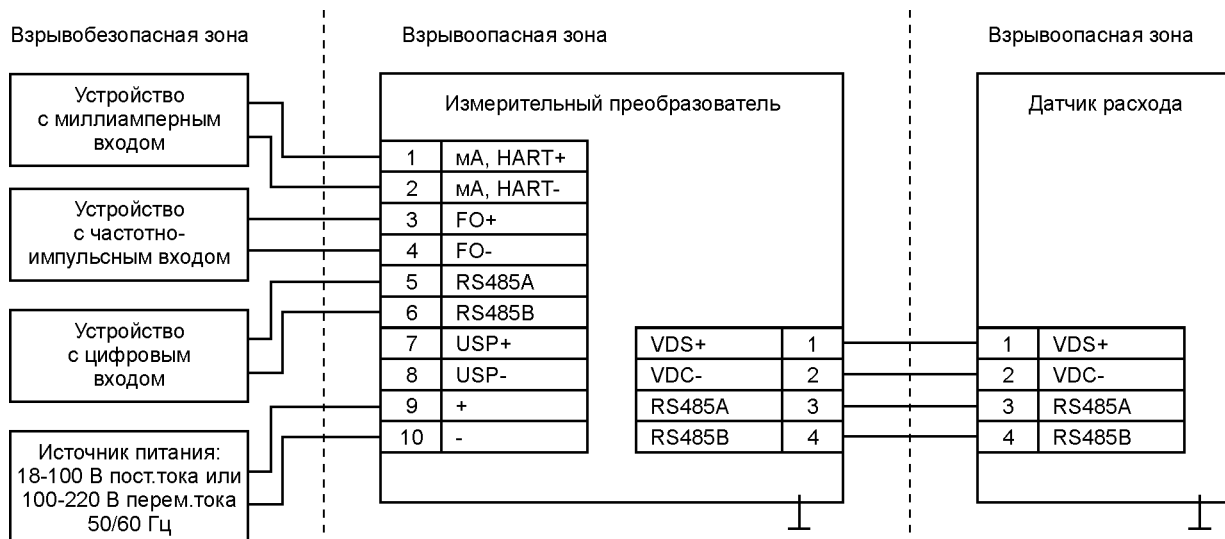 Взрывобезопасная зона
Взрывоопасная зона
Взрывоопасная зона
Устройство
с миллиамперным
входом
Устройство
с частотно-
импульсным входом
Устройство
с цифровым
входом
Источник питания:
18-100 В пост.тока или
100-220 В перем.тока
50/60 Гц
Измерительный преобразователь
1 мА, HART+
2 мА, HART-
3 FO+
4 FO-
5 RS485A
6 RS485B
7 USP+
8 USP-
9 +
10 -
VDS+ 1
VDC- 2
RS485A 3
RS485B 4
Датчик расхода
1 VDS+
2 VDC-
3 RS485A
4 RS485B